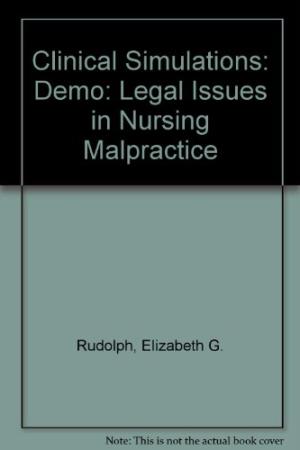 Clinical Simulations:
Demo: Legal Issues
in Nursing
Malpractice
Rudolph, Elizabeth G.
Note: This is not the actual book cover